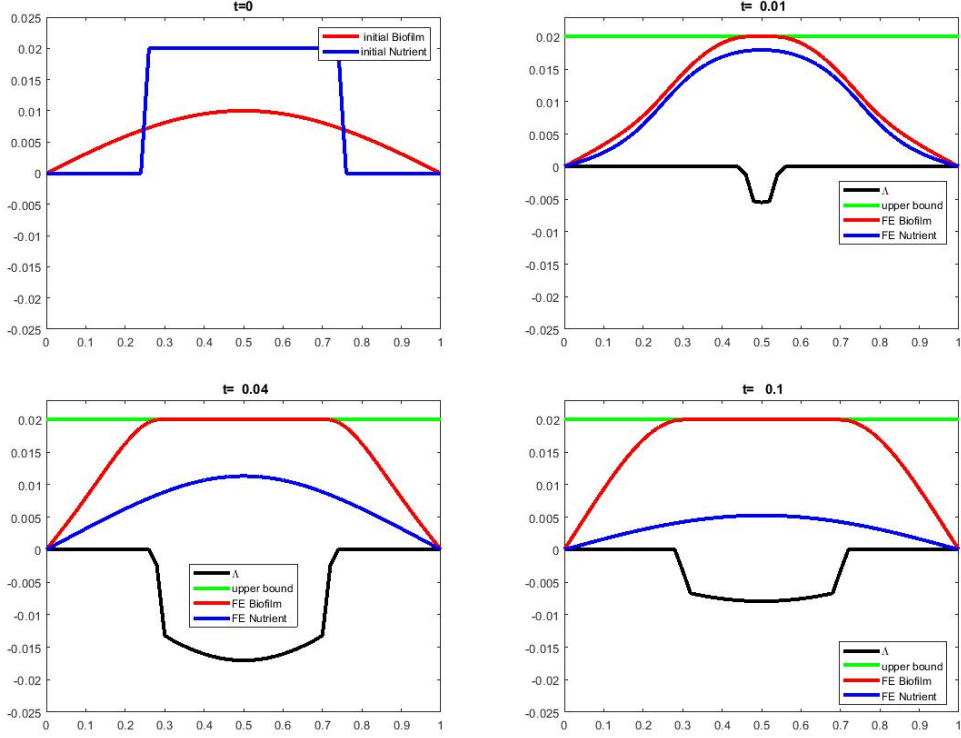 t=0
0.025
0.02
0.015
0.01
0.005
0
-0.005
-0.01
-0.015
-0.02
-0.025
0 0.1 0.2 0.3 0.4 0.5 0.6 0.7 0.8 0.9 1
initial Biofilm
initial Nutrient
t= 0.01
0.02
0.015
0.01
0.005
0
-0.005
-0.01
-0.015
-0.02
-0.025
0 0.1 0.2 0.3 0.4 0.5 0.6 0.7 0.8 0.9 1
Λ
upper bound
FE Biofilm
FE Nutrient
t= 0.04
0.02
0.015
0.01
0.005
0
-0.005
-0.01
-0.015
-0.02
-0.025
0 0.1 0.2 0.3 0.4 0.5 0.6 0.7 0.8 0.9 1
Λ
upper bound
FE Biofilm
FE Nutrient
t= 0.1
0.02
0.015
0.01
0.005
0
-0.005
-0.01
-0.015
-0.02
-0.025
0 0.1 0.2 0.3 0.4 0.5 0.6 0.7 0.8 0.9 1
Λ
upper bound
FE Biofilm
FE Nutrient